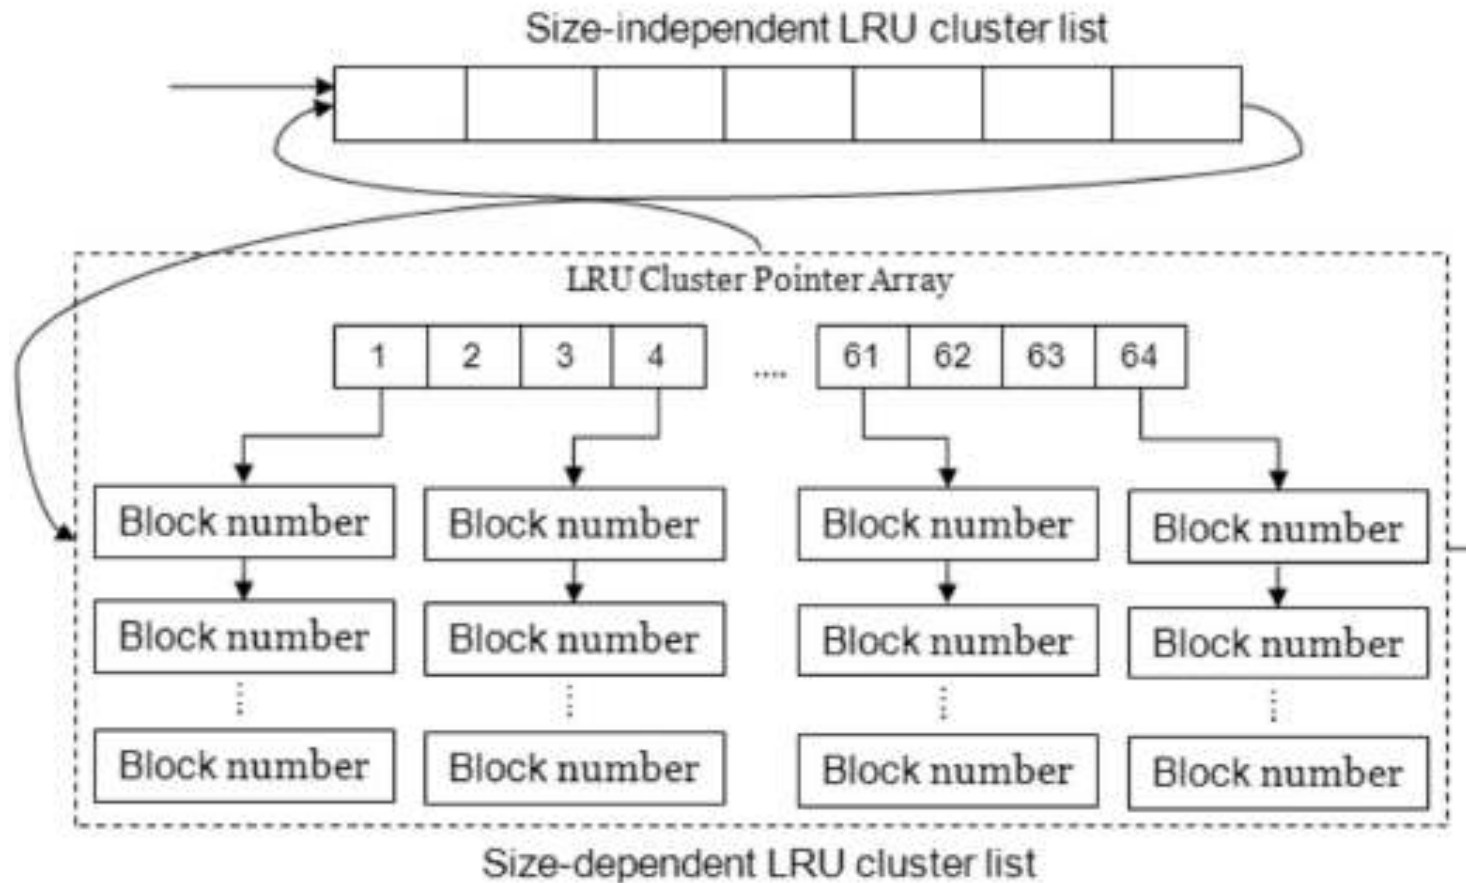 Size-independent LRU cluster list
LRU Cluster Pointer Array
1 2 3 4 .... 61 62 63 64
Block number Block number Block number Block number
Block number Block number Block number Block number
Block number Block number Block number Block number
Size-dependent LRU cluster list